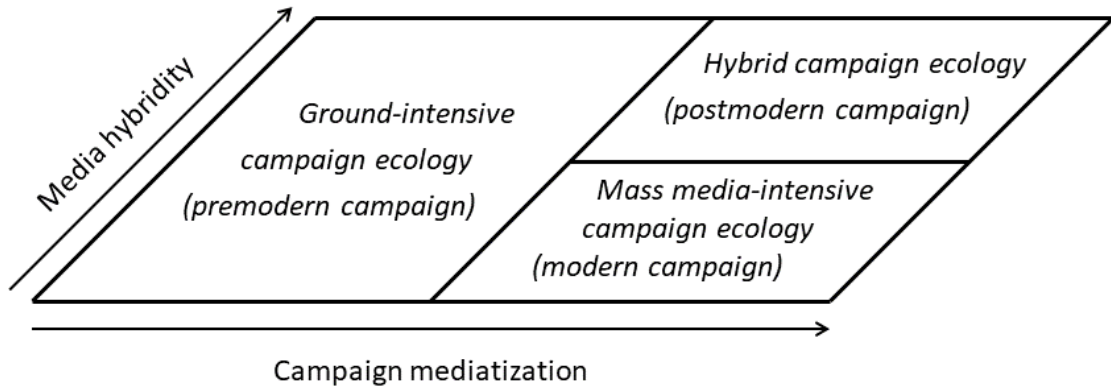 Media hybridity
Ground-intensive
campaign ecology
(premodern campaign)
Hybrid campaign ecology
(postmodern campaign)
Mass media-intensive
campaign ecology
(modern campaign)
Campaign mediatization